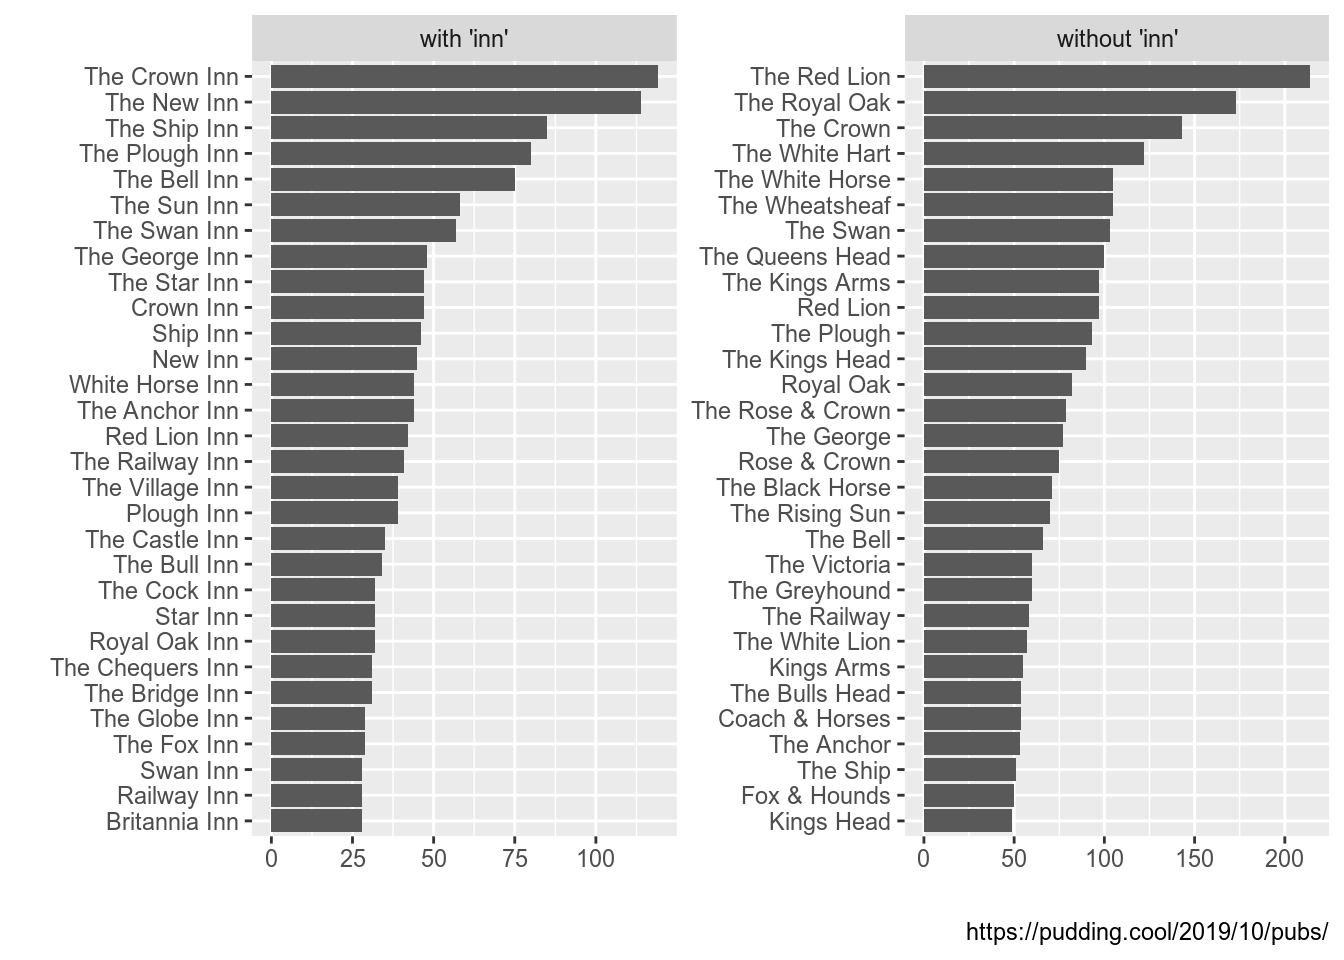 with 'inn'
The Crown Inn
The New Inn
The Ship Inn
The Plough Inn
The Bell Inn
The Sun Inn
The Swan Inn
The George Inn
The Star Inn
Crown Inn
Ship Inn
New Inn
White Horse Inn
The Anchor Inn
Red Lion Inn
The Railway Inn
The Village Inn
Plough Inn
The Castle Inn
The Bull Inn
The Cock Inn
Star Inn
Royal Oak Inn
The Chequers Inn
The Bridge Inn
The Globe Inn
The Fox Inn
Swan Inn
Railway Inn
Britannia Inn
0 25 50 75 100
without 'inn'
The Red Lion
The Royal Oak
The Crown
The White Hart
The White Horse
The Wheatsheaf
The Swan
The Queens Head
The Kings Arms
Red Lion
The Plough
The Kings Head
Royal Oak
The Rose & Crown
The George
Rose & Crown
The Black Horse
The Rising Sun
The Bell
The Victoria
The Greyhound
The Railway
The White Lion
Kings Arms
The Bulls Head
Coach & Horses
The Anchor
The Ship
Fox & Hounds
Kings Head
0 50 100 150 200
https://pudding.cool/2019/10/pubs/